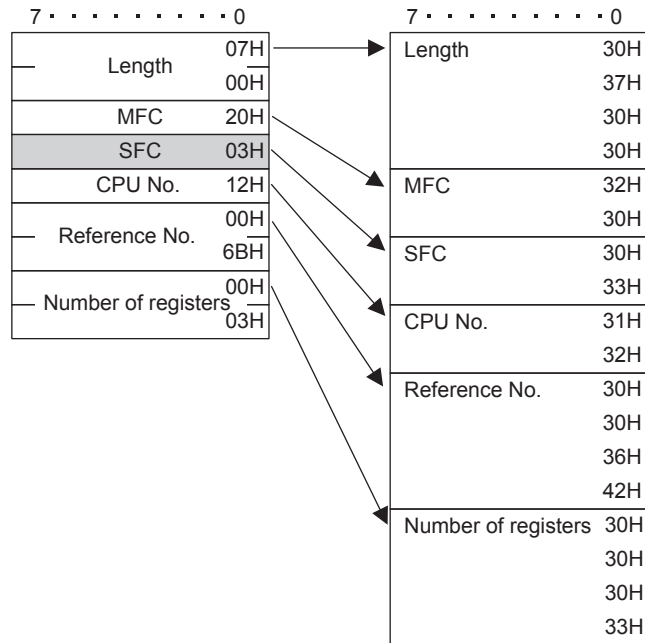 7 · · · · · · · · 0
Length
07H
00H
MFC 20H
SFC 03H
CPU No. 12H
Reference No.
00H
6BH
Number of registers
00H
03H
7 · · · · · · · · 0
Length 30H
37H
30H
30H
MFC 32H
30H
SFC 30H
33H
CPU No. 31H
32H
Reference No. 30H
30H
36H
42H
Number of registers 30H
30H
30H
33H